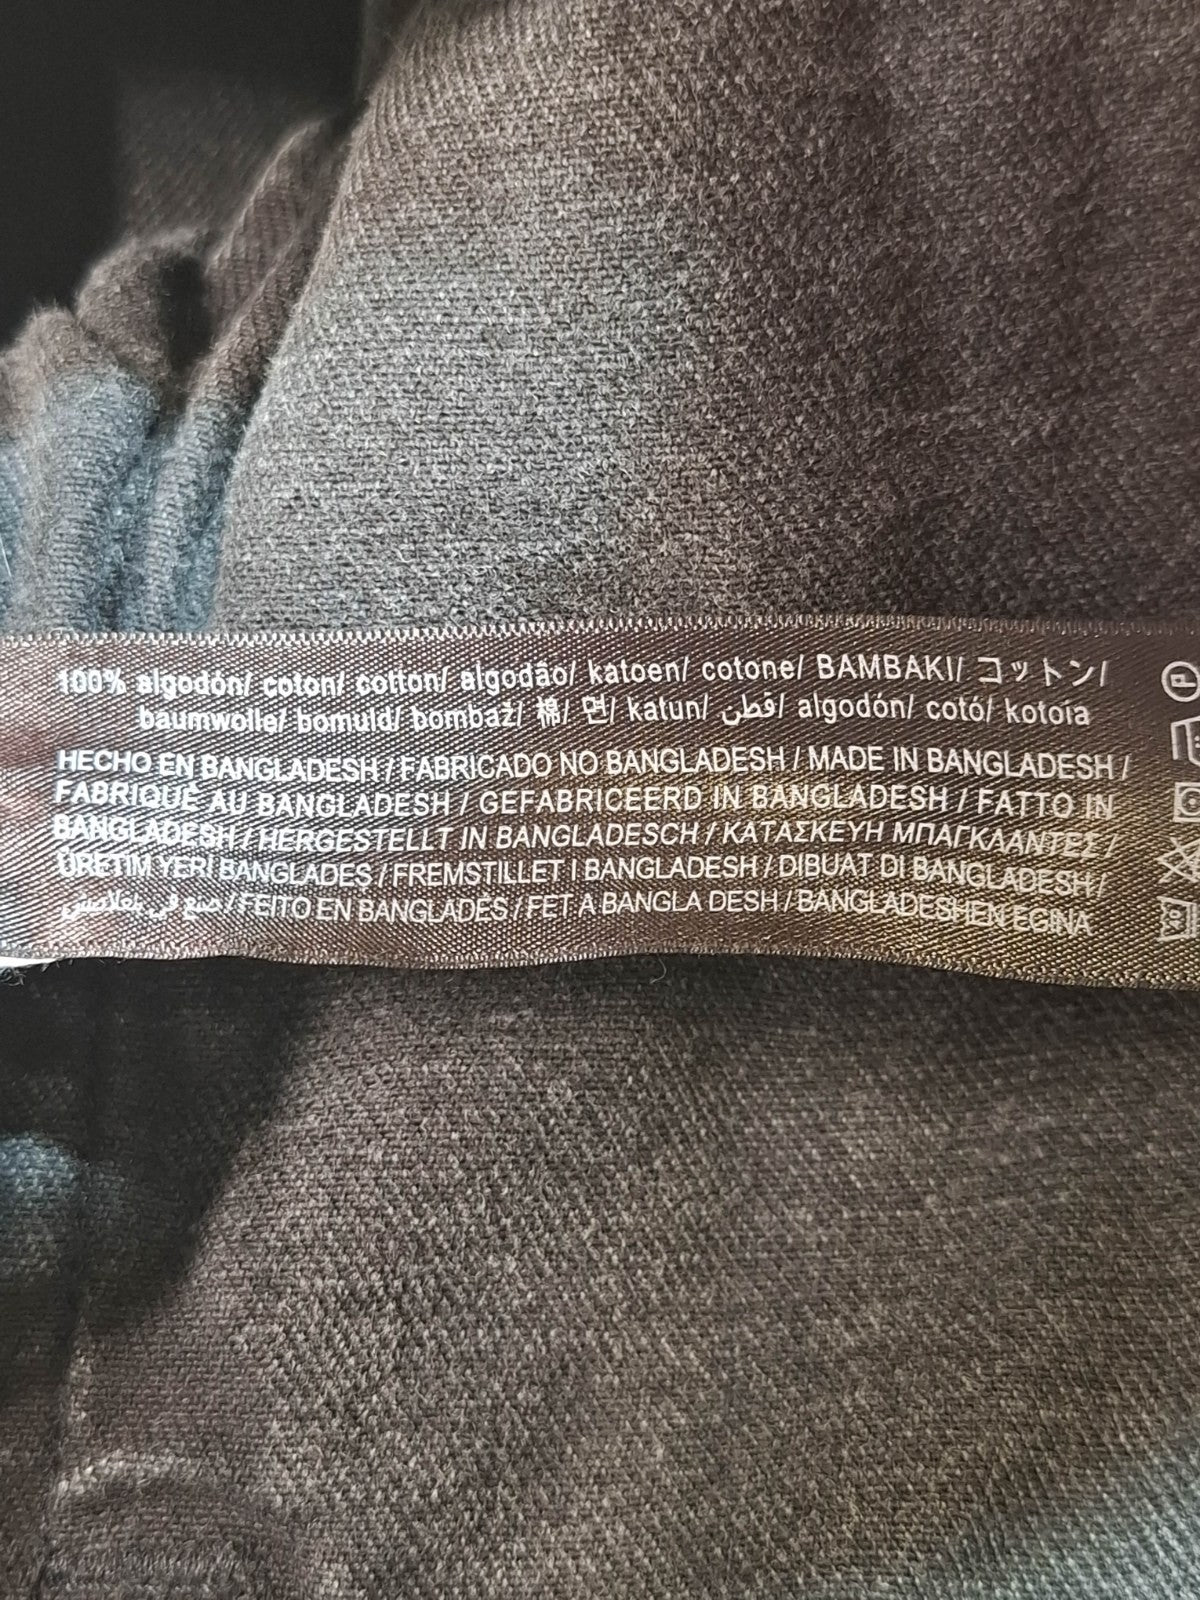 100% algodón/ coton/ cotton/ algodão/ katoen/ cotone/ BAMBAKI/ コットン/
baumwolle/ bomuld/ bombaž/ 棉/ 면/ katun/ قطن/ algodón/ cotó/ kotoia
HECHO EN BANGLADESH / FABRICADO NO BANGLADESH / MADE IN BANGLADESH /
FABRIQUÉ AU BANGLADESH / GEFABRICEERD IN BANGLADESH / FATTO IN
BANGLADESH / HERGESTELLT IN BANGLADESCH / ΚΑΤΑΣΚΕΥΗ ΜΠΑΓΚΛΑΝΤΕΣ /
ÜRETIM YERİ BANGLADEŞ / FREMSTILLET I BANGLADESH / DIBUAT DI BANGLADESH /
صنع في بنغلاديش / FEITO EN BANGLADÉS / FET A BANGLA DESH / BANGLADESHEN EGINA
P